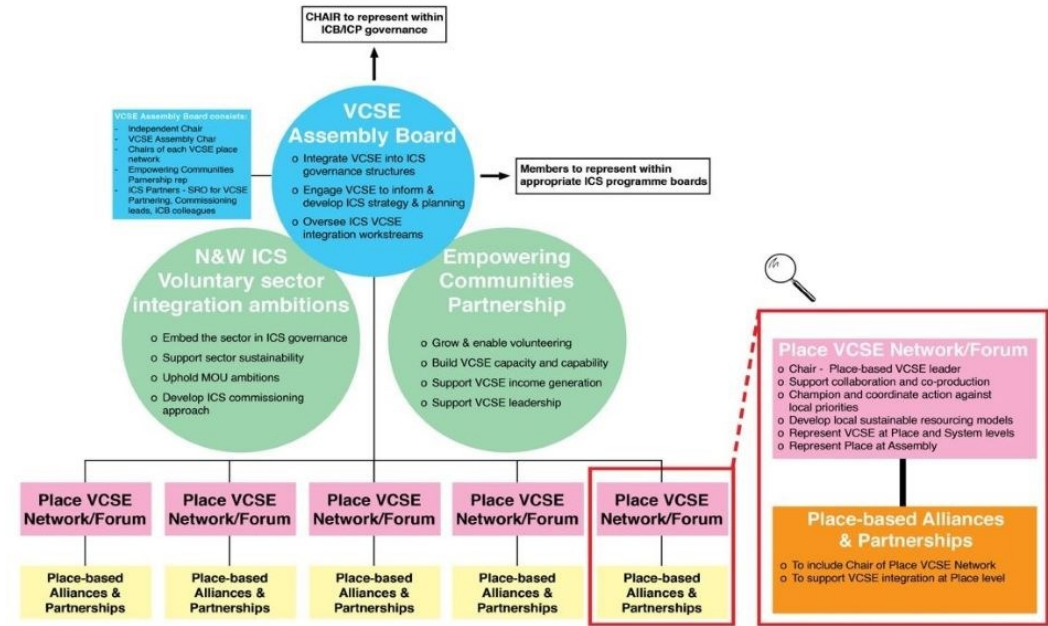 CHAIR to represent within
ICB/ICP governance
VCSE
Assembly Board
o Integrate VCSE into ICS
governance structures
o Engage VCSE to inform &
develop ICS strategy & planning
o Oversee ICS VCSE
integration workstreams
VCSE Assembly Board consists:
- Independent Chair
- VCSE Assembly Char
- Chairs of each VCSE place
network
- Empowering Communities
Parnership rep
- ICS Partners - SRO for VCSE
Partnering, Commissioning
leads, ICB colleagues
Members to represent within
appropriate ICS programme boards
N&W ICS
Voluntary sector
integration ambitions
o Embed the sector in ICS governance
o Support sector sustainability
o Uphold MOU ambitions
o Develop ICS commissioning
approach
Empowering
Communities
Partnership
o Grow & enable volunteering
o Build VCSE capacity and capability
o Support VCSE income generation
o Support VCSE leadership
Place VCSE
Network/Forum
Place VCSE
Network/Forum
Place VCSE
Network/Forum
Place VCSE
Network/Forum
Place VCSE
Network/Forum
Place-based
Alliances &
Partnerships
Place-based
Alliances &
Partnerships
Place-based
Alliances &
Partnerships
Place-based
Alliances &
Partnerships
Place-based
Alliances &
Partnerships
Place VCSE Network/Forum
o Chair - Place-based VCSE leader
o Support collaboration and co-production
o Champion and coordinate action against
local priorities
o Develop local sustainable resourcing models
o Represent VCSE at Place and System levels
o Represent Place at Assembly
Place-based Alliances
& Partnerships
o To include Chair of Place VCSE Network
o To support VCSE integration at Place level